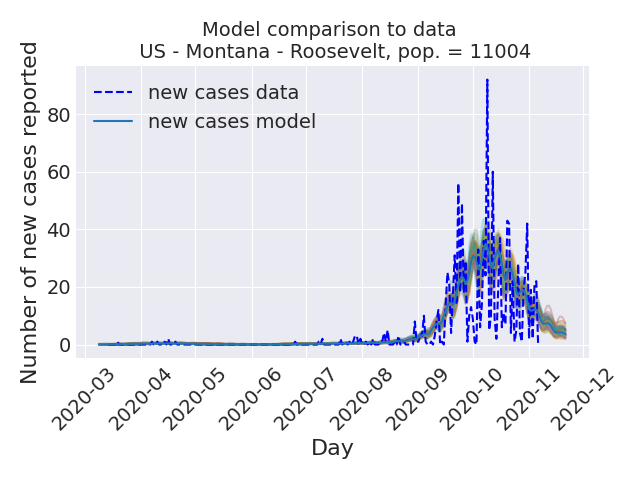 Model comparison to data
US - Montana - Roosevelt, pop. = 11004
Number of new cases reported
new cases data
new cases model
80
60
40
20
0
2020-03
2020-04
2020-05
2020-06
2020-07
2020-08
2020-09
2020-10
2020-11
2020-12
Day